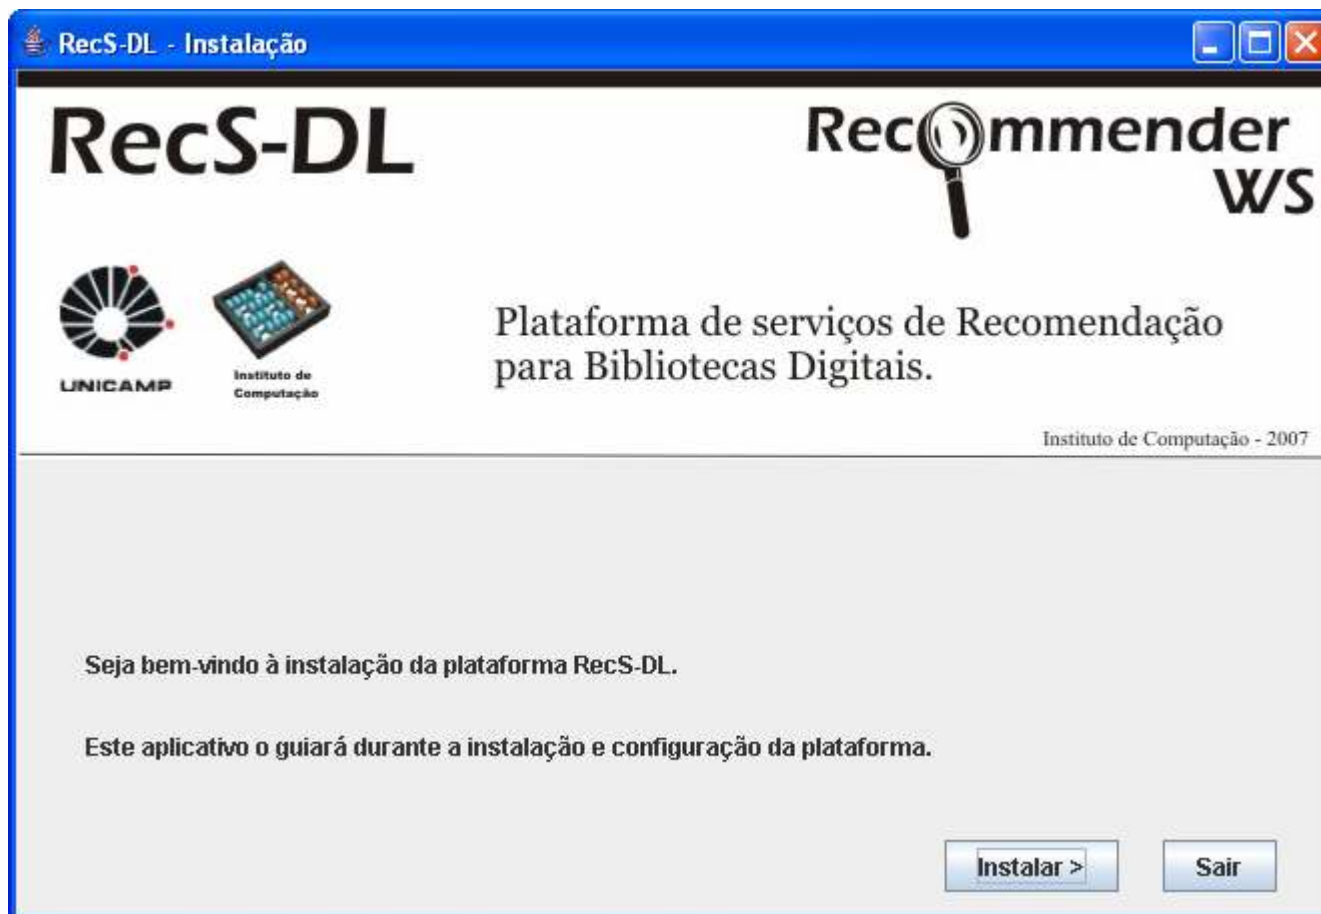 RecS-DL - Instalação
RecS-DL
Recommender
WS
UNICAMP
Instituto de
Computação
Plataforma de serviços de Recomendação
para Bibliotecas Digitais.
Instituto de Computação - 2007
Seja bem-vindo à instalação da plataforma RecS-DL.
Este aplicativo o guiará durante a instalação e configuração da plataforma.
Instalar >
Sair